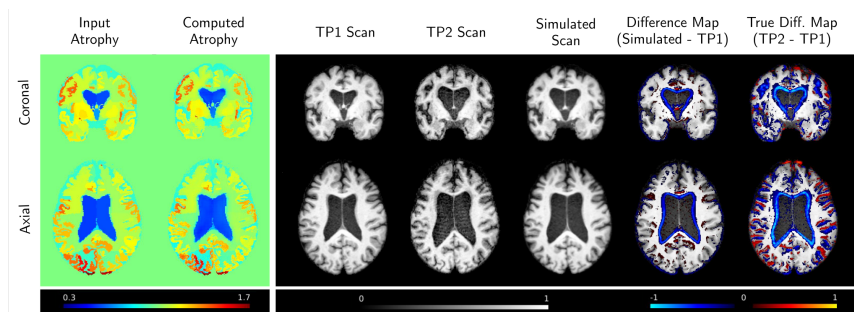 Input
Atrophy
Computed
Atrophy
TP1 Scan
TP2 Scan
Simulated
Scan
Difference Map
(Simulated - TP1)
True Diff. Map
(TP2 - TP1)
Coronal
Axial
0.3
1.7
0
1
-1
0
1